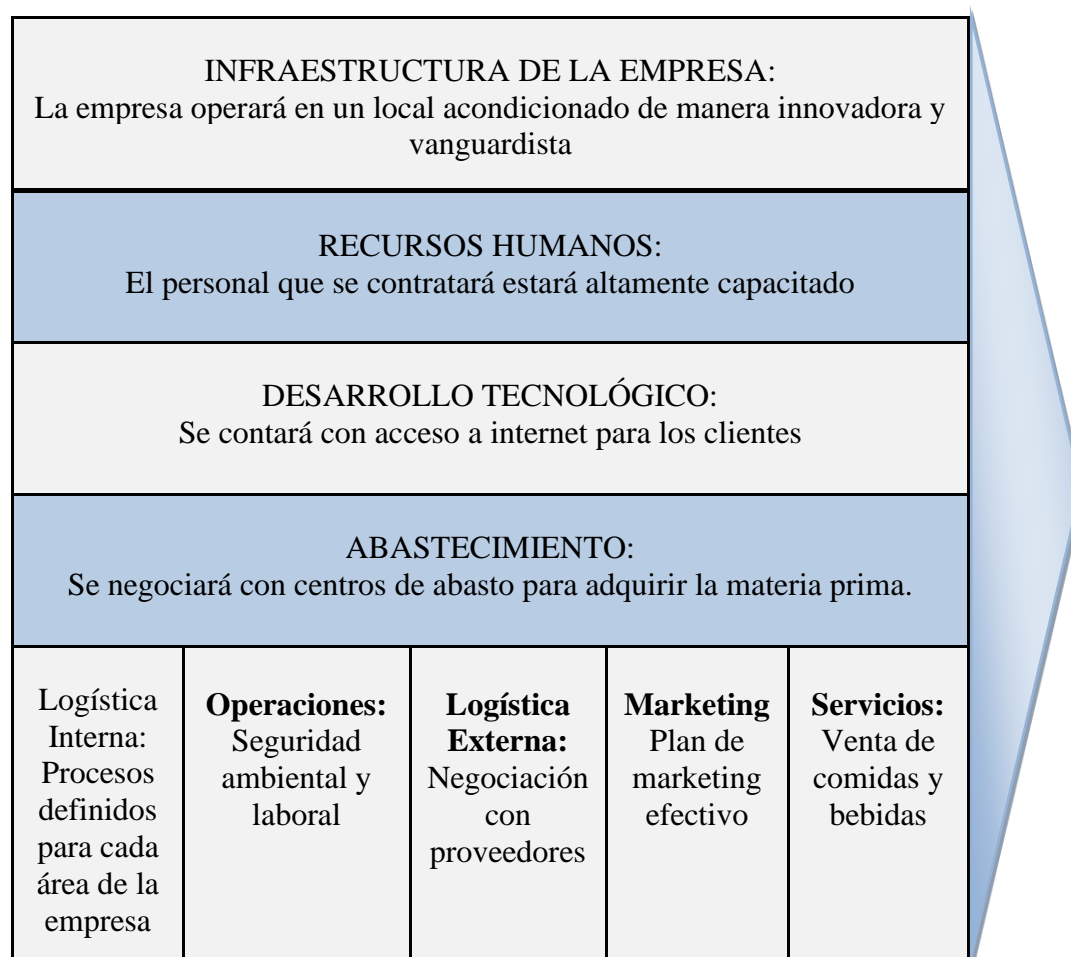 INFRAESTRUCTURA DE LA EMPRESA:
La empresa operará en un local acondicionado de manera innovadora y
vanguardista
RECURSOS HUMANOS:
El personal que se contratará estará altamente capacitado
DESARROLLO TECNOLÓGICO:
Se contará con acceso a internet para los clientes
ABASTECIMIENTO:
Se negociará con centros de abasto para adquirir la materia prima.
Logística
Interna:
Procesos
definidos
para cada
área de la
empresa
Operaciones:
Seguridad
ambiental y
laboral
Logística
Externa:
Negociación
con
proveedores
Marketing
Plan de
marketing
efectivo
Servicios:
Venta de
comidas y
bebidas